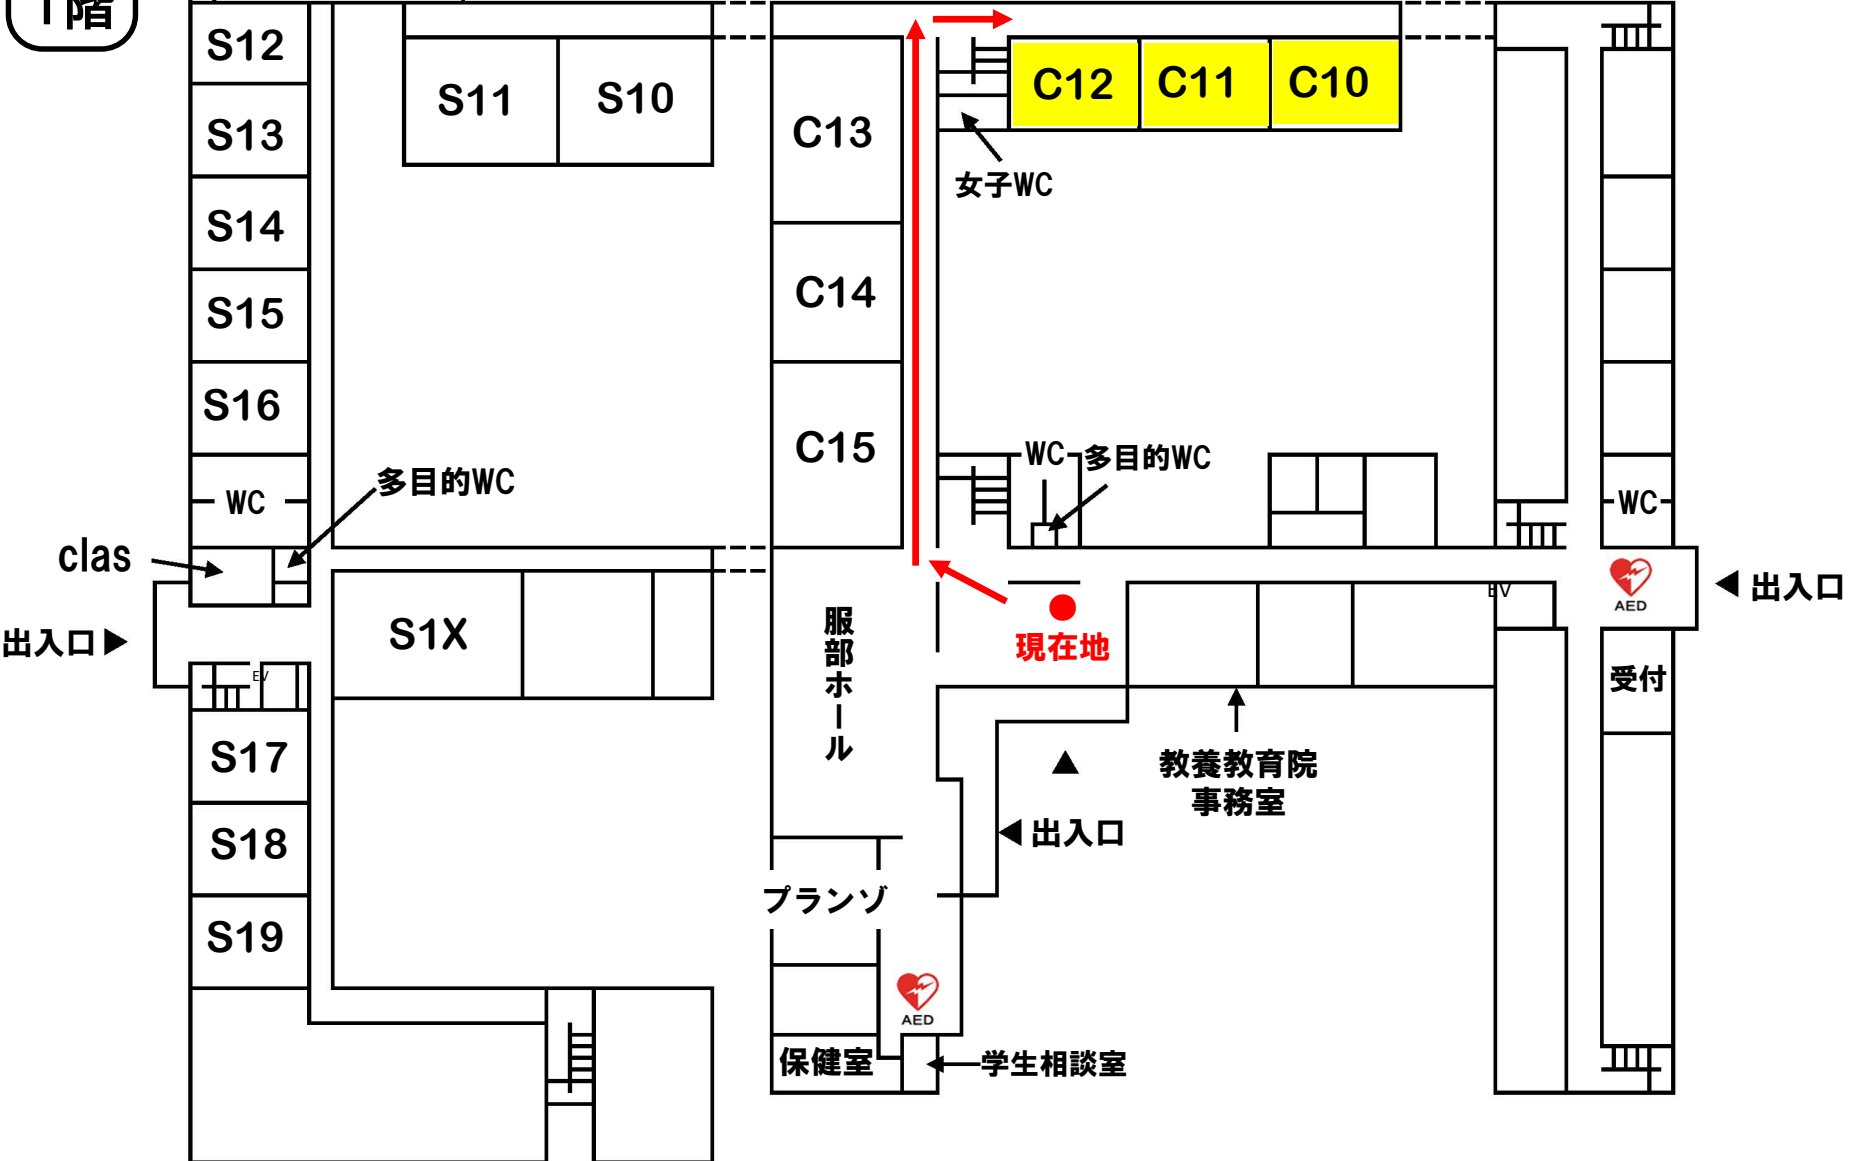 1階
S12
S11
S10
C13
C12
C11
C10
S13
女子WC
S14
C14
S15
S16
C15
WC
多目的WC
多目的WC
WC
WC
clas
出入口
EV
AED
出入口
現在地
服部ホール
S1X
出入口
EV
受付
S17
教養教育院
事務室
S18
出入口
プランゾ
S19
AED
保健室
学生相談室